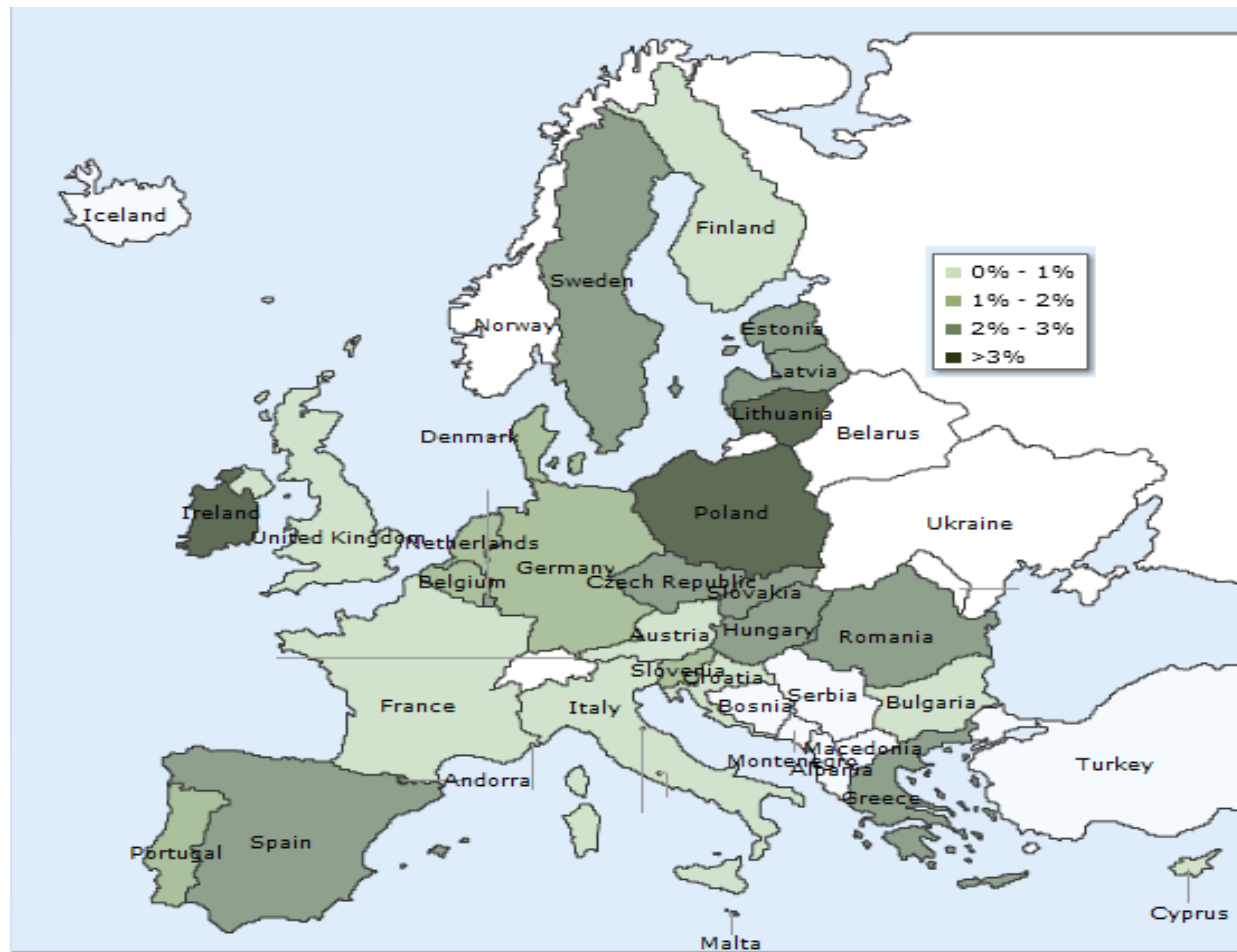 Iceland
Finland
Sweden
Norway
0% - 1%
1% - 2%
2% - 3%
>3%
Estonia
Latvia
Lithuania
Belarus
Denmark
Ireland
Poland
Ukraine
United Kingdom
Netherlands
Germany
Belgium
Czech Republic
Slovakia
Austria
Hungary
Romania
Slovenia
Croatia
Serbia
Bulgaria
France
Italy
Bosnia
Macedonia
Montenegro
Albania
Turkey
Andorra
Greece
Spain
Portugal
Cyprus
Malta